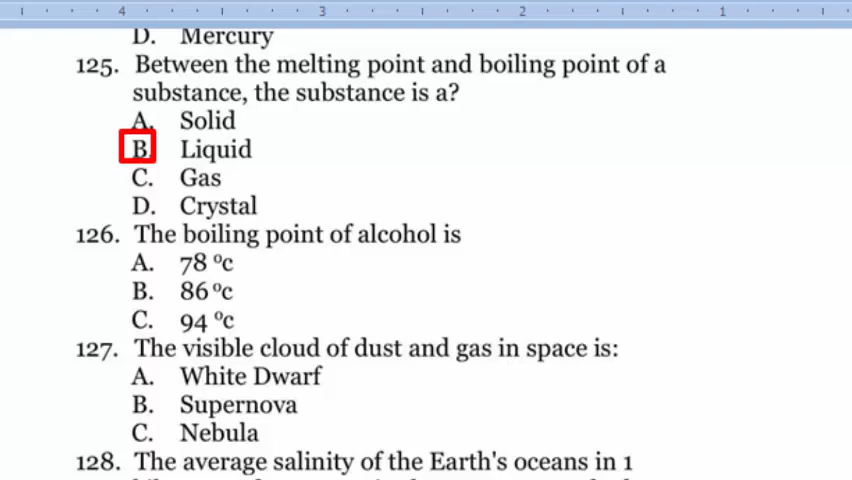 4 3 2 1
D. Mercury
125. Between the melting point and boiling point of a
substance, the substance is a?
A. Solid
B. Liquid
C. Gas
D. Crystal
126. The boiling point of alcohol is
A. 78 ºc
B. 86 ºc
C. 94 ºc
127. The visible cloud of dust and gas in space is:
A. White Dwarf
B. Supernova
C. Nebula
128. The average salinity of the Earth's oceans in 1